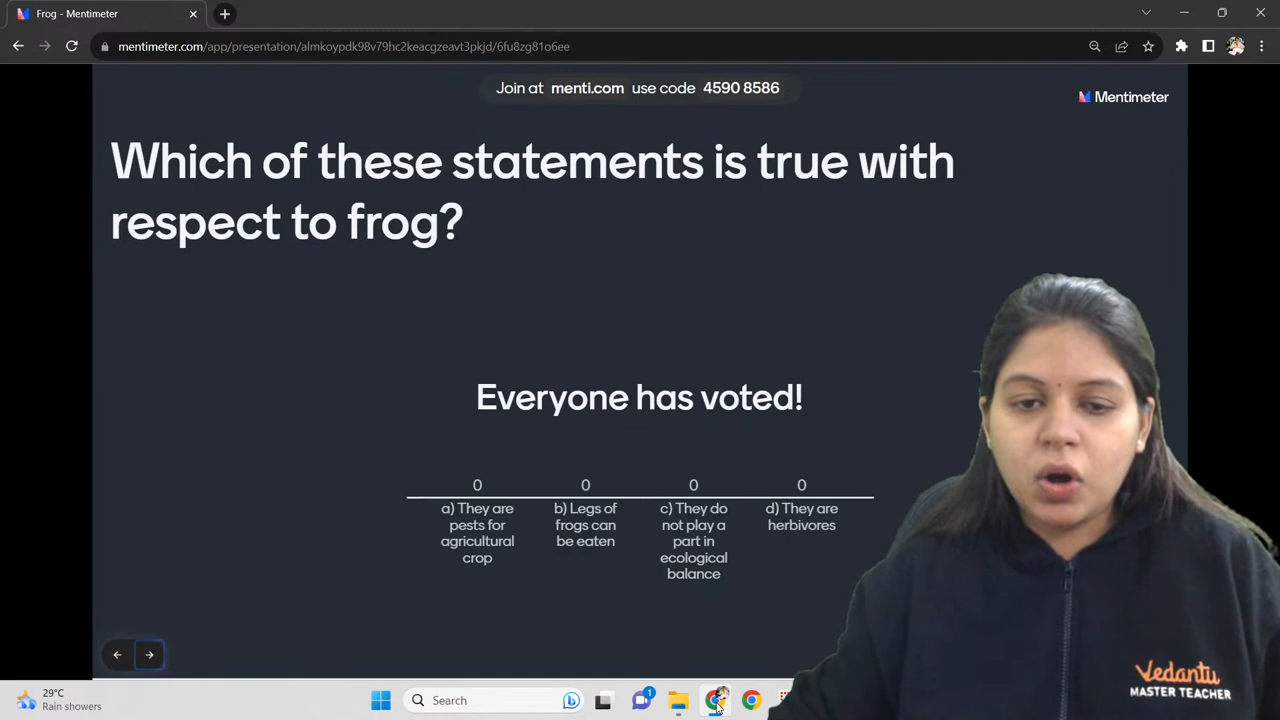 Frog - Mentimeter
mentimeter.com/app/presentation/almkoypdk98v79hc2keacgzeavt3pkjd/6fu8zg81o6ee
Join at menti.com use code 4590 8586
Mentimeter
Which of these statements is true with
respect to frog?
Everyone has voted!
0 0 0 0
a) They are
pests for
agricultural
crop
b) Legs of
frogs can
be eaten
c) They do
not play a
part in
ecological
balance
d) They are
herbivores
Vedantu
MASTER TEACHER
29°C
Rain showers
Search
1